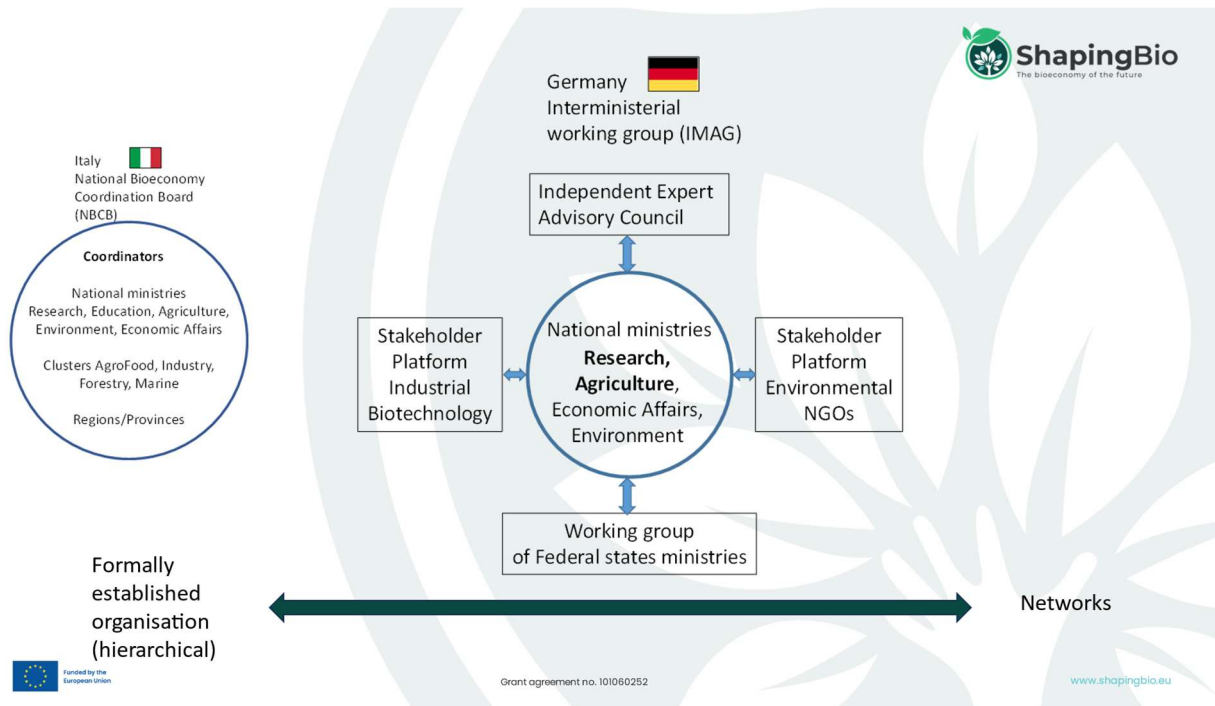 ShapingBio
The bioeconomy of the future
Germany
Interministerial
working group (IMAG)
Italy
National Bioeconomy
Coordination Board
(NBCB)
Coordinators
National ministries
Research, Education, Agriculture,
Environment, Economic Affairs
Clusters AgroFood, Industry,
Forestry, Marine
Regions/Provinces
Independent Expert
Advisory Council
Stakeholder
Platform
Industrial
Biotechnology
National ministries
Research,
Agriculture,
Economic Affairs,
Environment
Stakeholder
Platform
Environmental
NGOs
Working group
of Federal states ministries
Formally
established
organisation
(hierarchical)
Networks
Funded by the
European Union
Grant agreement no. 101060252
www.shapingbio.eu